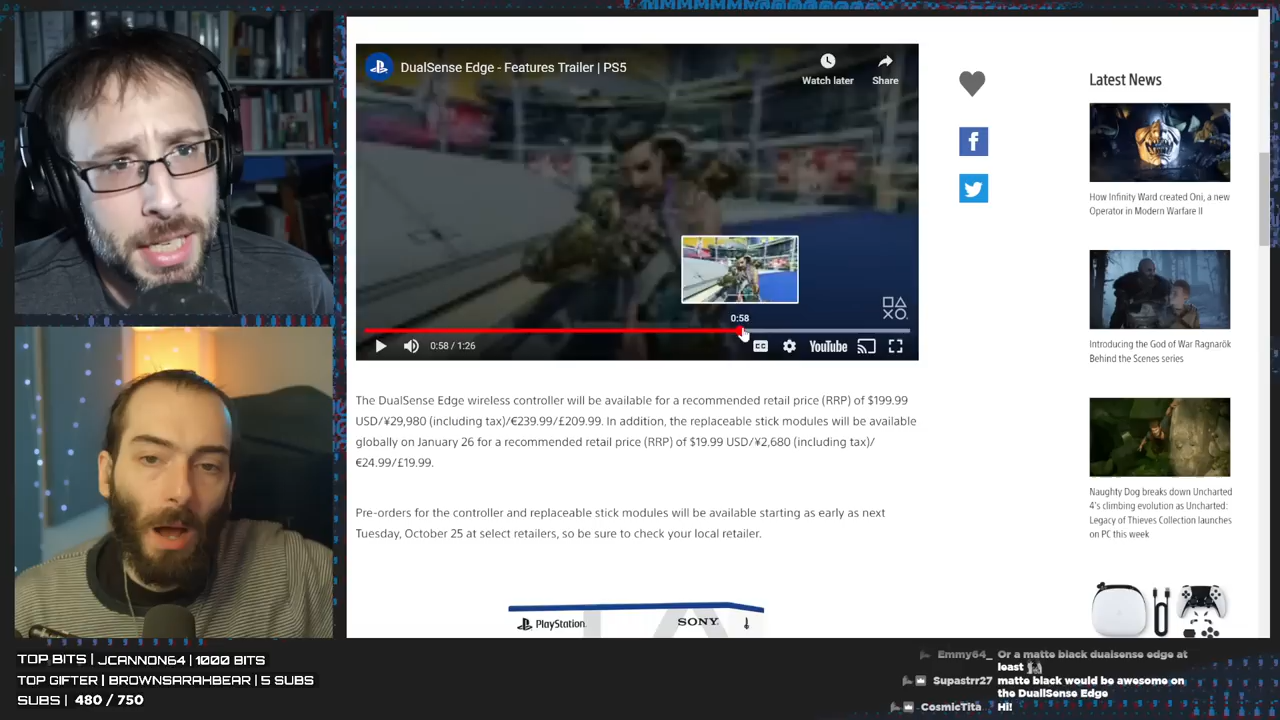 DualSense Edge - Features Trailer | PS5
Watch later
Share
0:58
0:58 / 1:26
CC
YouTube
The DualSense Edge wireless controller will be available for a recommended retail price (RRP) of $199.99
USD/¥29,980 (including tax)/€239.99/£209.99. In addition, the replaceable stick modules will be available
globally on January 26 for a recommended retail price (RRP) of $19.99 USD/¥2,680 (including tax)/
€24.99/£19.99.
Pre-orders for the controller and replaceable stick modules will be available starting as early as next
Tuesday, October 25 at select retailers, so be sure to check your local retailer.
PlayStation.
SONY
Latest News
How Infinity Ward created Oni, a new
Operator in Modern Warfare II
Introducing the God of War Ragnarök
Behind the Scenes series
Naughty Dog breaks down Uncharted
4's climbing evolution as Uncharted:
Legacy of Thieves Collection launches
on PC this week
TOP BITS | JCANNON64 | 1000 BITS
TOP GIFTER | BROWNSARAHBEAR | 5 SUBS
SUBS | 480 / 750
Emmy64_ Or a matte black dualsense edge at
least
Supastrr27 matte black would be awesome on
the DuallSense Edge
CosmicTita Hi!